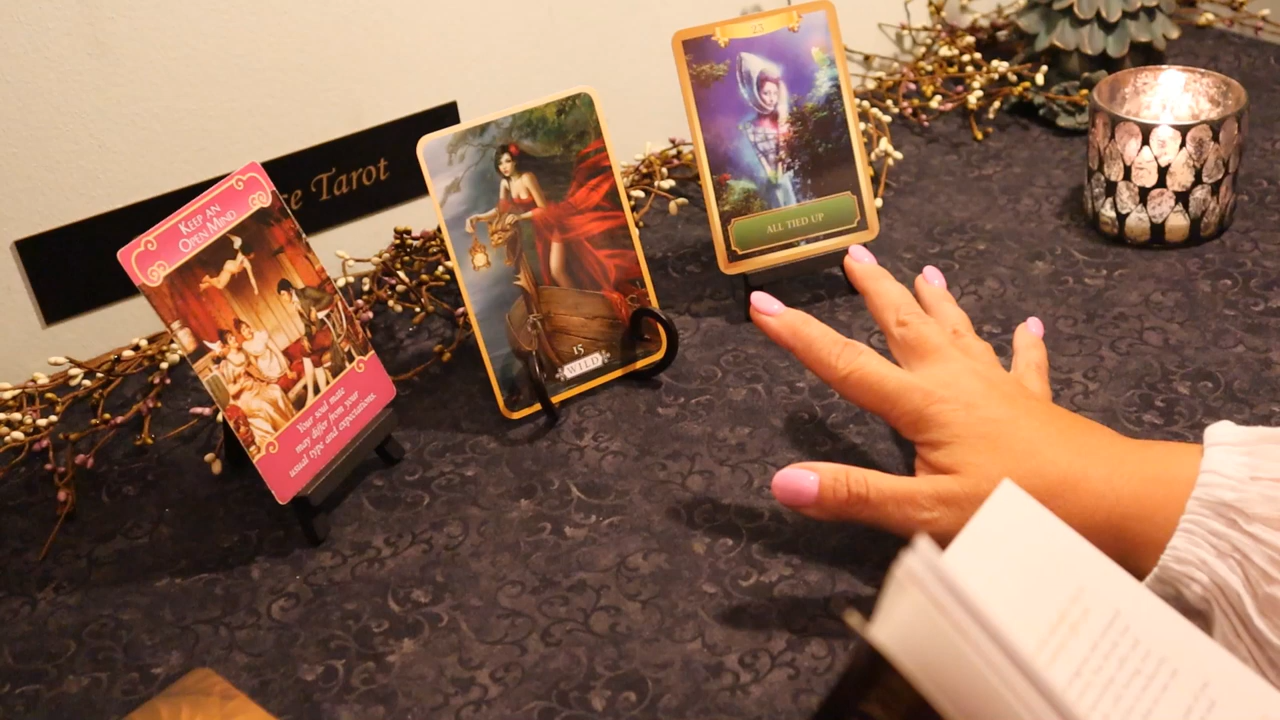 Tarot
KEEP AN
OPEN MIND
Your soul mate
may differ from your
usual type and expectations.
15
WILD
23
ALL TIED UP